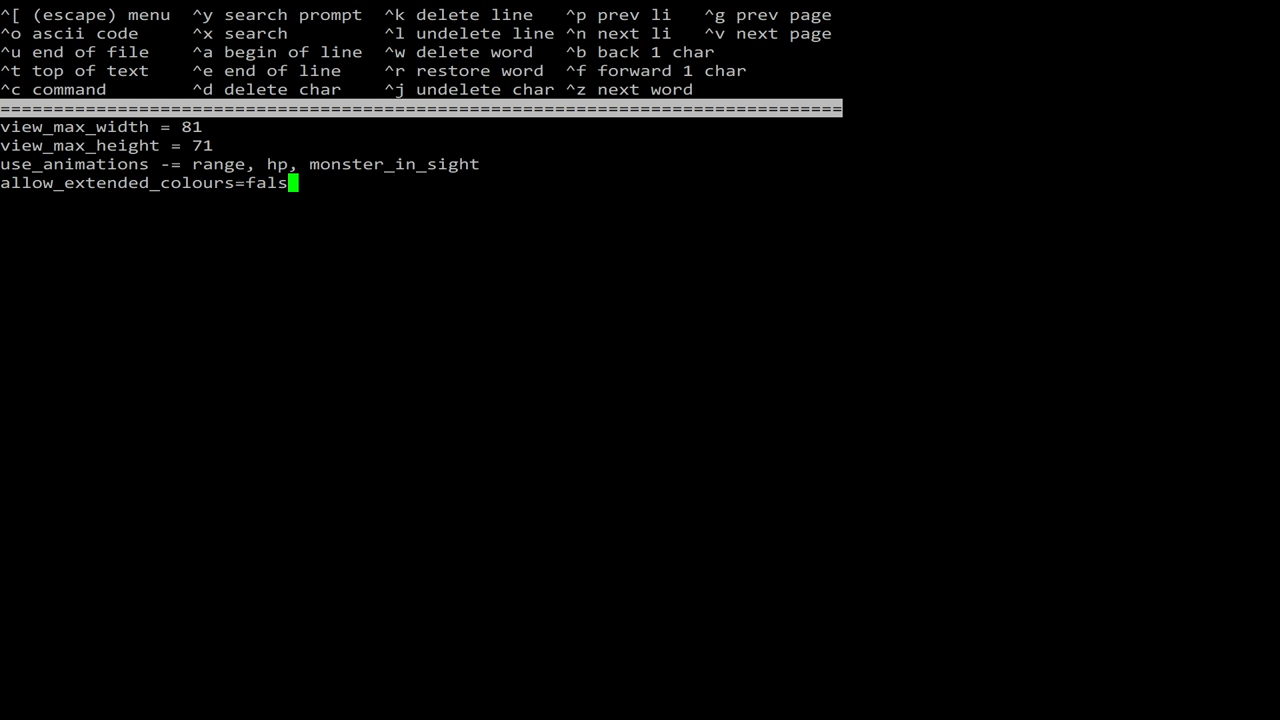 ^[ (escape) menu ^y search prompt ^k delete line ^p prev li ^g prev page
^o ascii code ^x search ^l undelete line ^n next li ^v next page
^u end of file ^a begin of line ^w delete word ^b back 1 char
^t top of text ^e end of line ^r restore word ^f forward 1 char
^c command ^d delete char ^j undelete char ^z next word
===============================================================================
view_max_width = 81
view_max_height = 71
use_animations -= range, hp, monster_in_sight
allow_extended_colours=fals